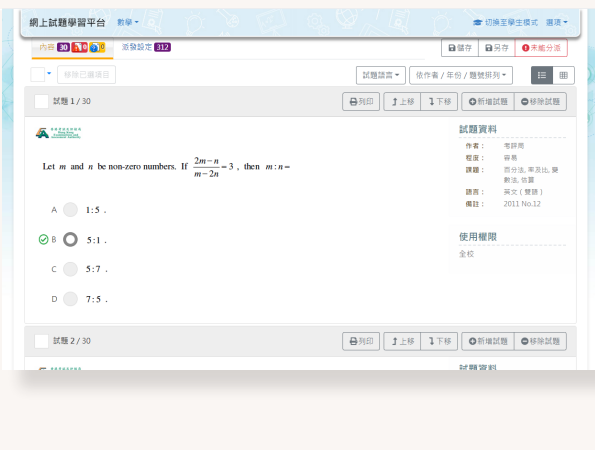 網上試題學習平台 數學 切換至學生模式 選項
內容 30 30 0 派發設定 312 儲存 另存 未能分派
移除已選項目 試題語言 依作者 / 年份 / 題號排列
試題 1 / 30 列印 上移 下移 新增試題 移除試題
試題資料
作者： 考評局
程度： 容易
課題： 百分法, 率及比, 變數法, 估算
語言： 英文 ( 雙語 )
備註： 2011 No.12
使用權限
全校
Let m and n be non-zero numbers. If (2m−n)/(m−2n) = 3 , then m : n =
A 1:5 .
B 5:1 .
C 5:7 .
D 7:5 .
試題 2 / 30 列印 上移 下移 新增試題 移除試題
試題資料